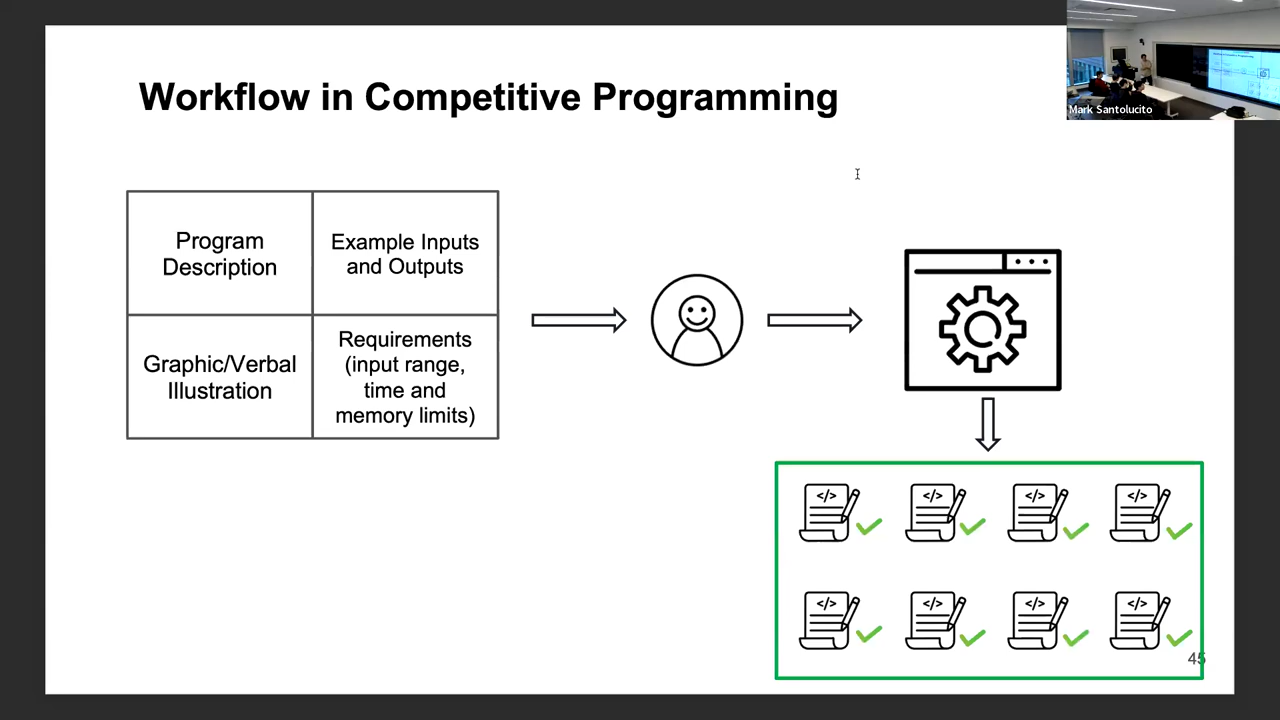 Workflow in Competitive Programming
Mark Santolucito
Program
Description
Example Inputs
and Outputs
Graphic/Verbal
Illustration
Requirements
(input range,
time and
memory limits)
</>
</>
</>
</>
</>
</>
</>
</>
45